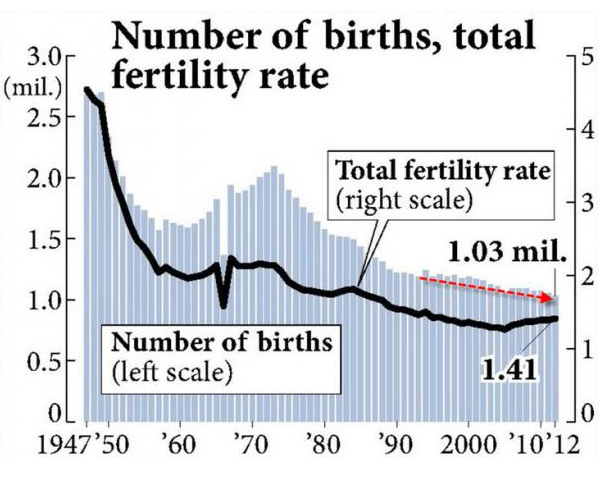 Number of births, total
fertility rate
3.0
(mil.)
2.5
2.0
1.5
1.0
0.5
0
5
4
3
2
1
0
Total fertility rate
(right scale)
1.03 mil.
Number of births
(left scale)
1.41
1947 '50 '60 '70 '80 '90 2000 '10 '12